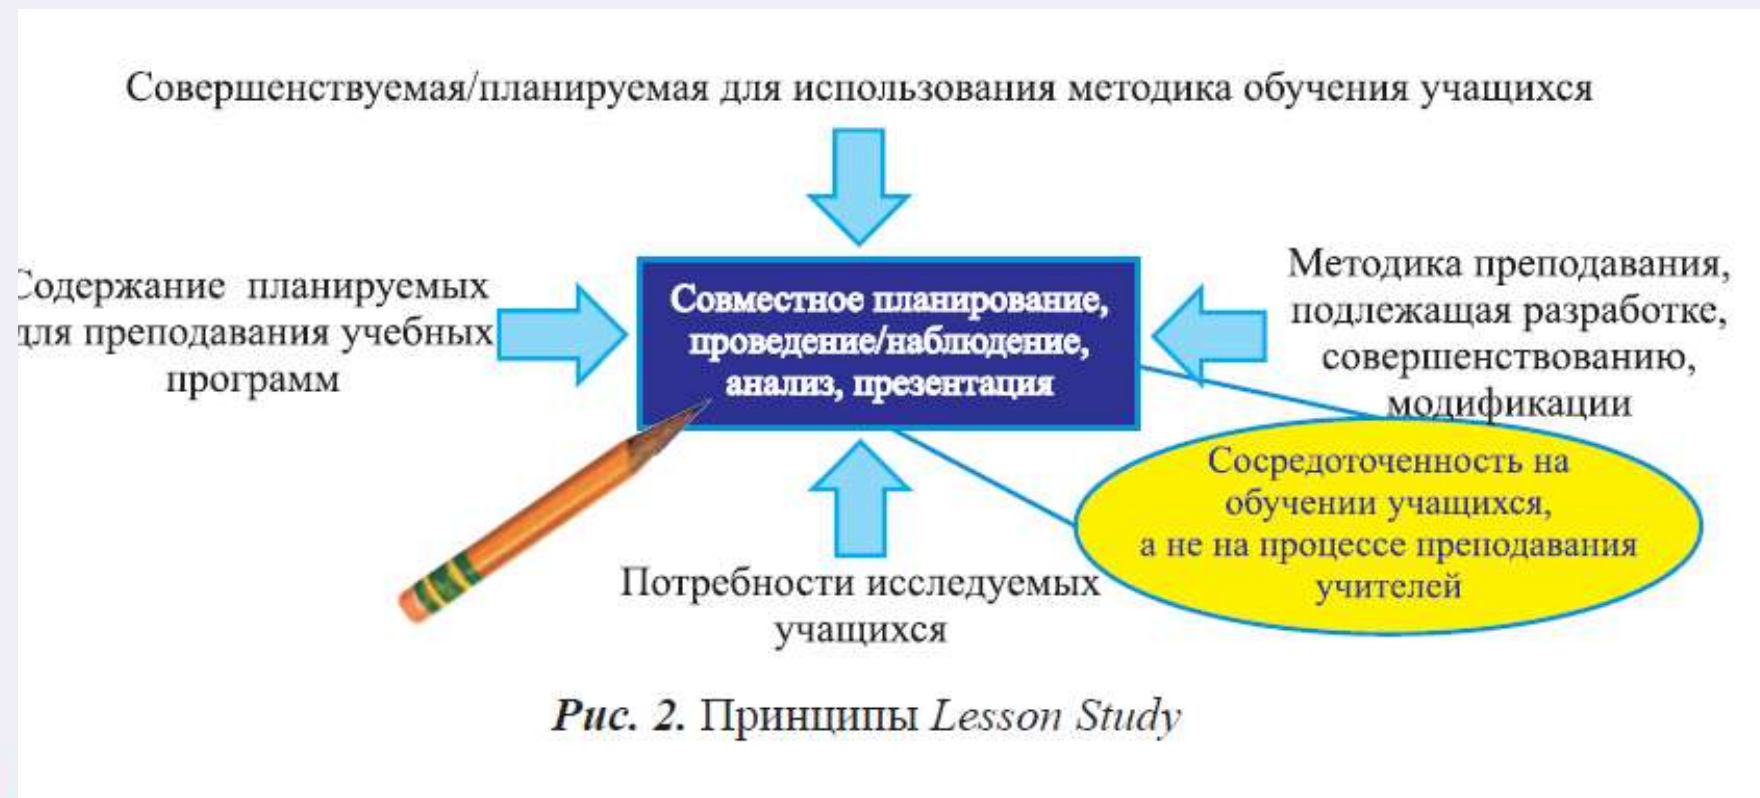 Совершенствуемая/планируемая для использования методика обучения учащихся
Содержание планируемых
для преподавания учебных
программ
Совместное планирование,
проведение/наблюдение,
анализ, презентация
Методика преподавания,
подлежащая разработке,
совершенствованию,
модификации
Сосредоточенность на
обучении учащихся,
а не на процессе преподавания
учителей
Потребности исследуемых
учащихся
Рис. 2. Принципы Lesson Study